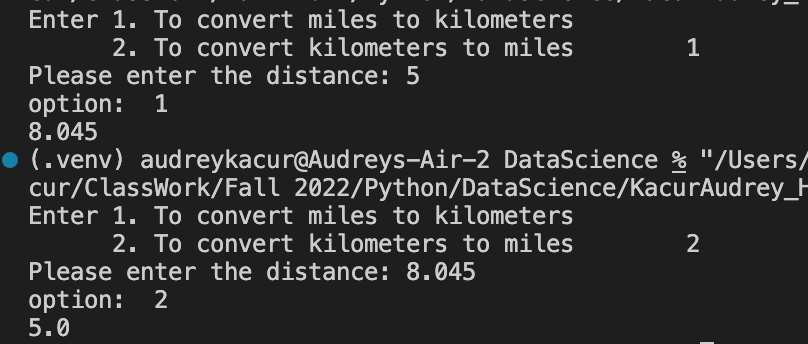 Enter 1. To convert miles to kilometers
2. To convert kilometers to miles 1
Please enter the distance: 5
option: 1
8.045
(.venv) audreykacur@Audreys-Air-2 DataScience % "/Users/
cur/ClassWork/Fall 2022/Python/DataScience/KacurAudrey_H
Enter 1. To convert miles to kilometers
2. To convert kilometers to miles 2
Please enter the distance: 8.045
option: 2
5.0